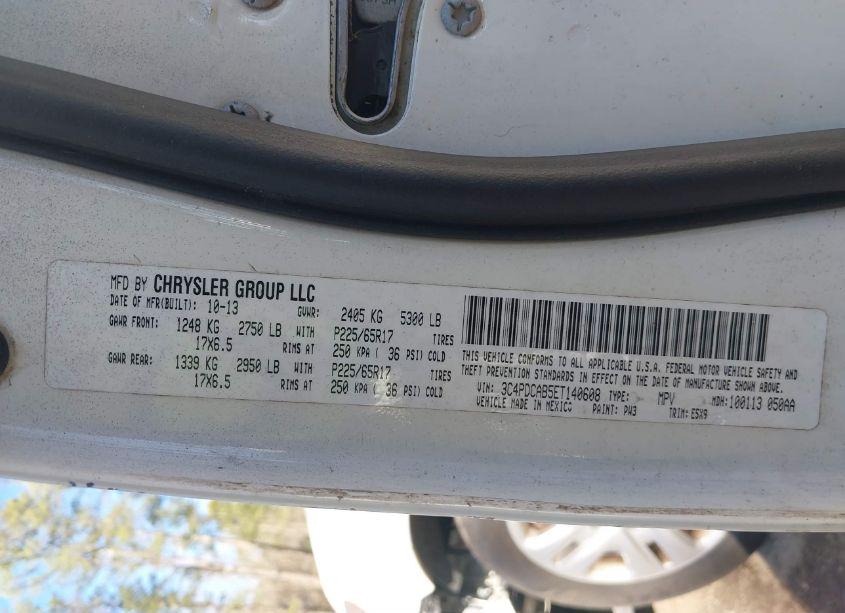 MFD BY CHRYSLER GROUP LLC
DATE OF MFR(BUILT): 10-13 GVWR: 2405 KG 5300 LB
GAWR FRONT: 1248 KG 2750 LB WITH P225/65R17 TIRES
17X6.5 RIMS AT 250 KPA ( 36 PSI) COLD
GAWR REAR: 1339 KG 2950 LB WITH P225/65R17 TIRES
17X6.5 RIMS AT 250 KPA ( 36 PSI) COLD
THIS VEHICLE CONFORMS TO ALL APPLICABLE U.S.A. FEDERAL MOTOR VEHICLE SAFETY AND
THEFT PREVENTION STANDARDS IN EFFECT ON THE DATE OF MANUFACTURE SHOWN ABOVE.
VIN: 3C4PDCAB5ET140608 TYPE: MPV MDH: 100113 050AA
VEHICLE MADE IN MEXICO PAINT: PW3 TRIM: E5X9